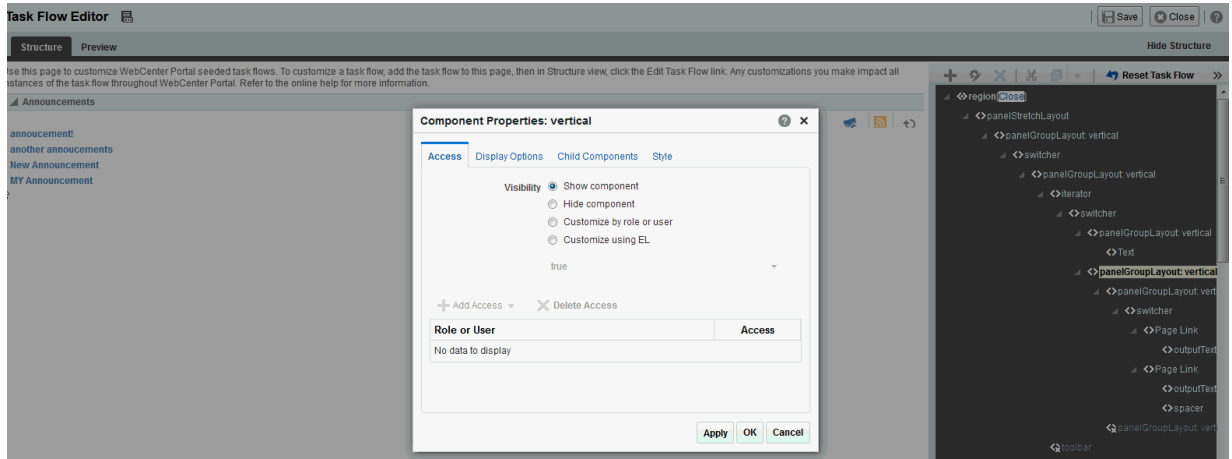 Task Flow Editor
Save
Close
Structure
Preview
Hide Structure
se this page to customize WebCenter Portal seeded task flows. To customize a task flow, add the task flow to this page, then in Structure view, click the Edit Task Flow link. Any customizations you make impact all
nstances of the task flow throughout WebCenter Portal. Refer to the online help for more information.
Reset Task Flow
Announcements
annoucement!
another annoucements
New Announcement
MY Announcement
Component Properties: vertical
Access
Display Options
Child Components
Style
Visibility
Show component
Hide component
Customize by role or user
Customize using EL
true
Add Access
Delete Access
Role or User
Access
No data to display
Apply
OK
Cancel
region[Close]
panelStretchLayout
panelGroupLayout: vertical
switcher
panelGroupLayout: vertical
iterator
switcher
panelGroupLayout: vertical
Text
panelGroupLayout: vertical
panelGroupLayout: vert
switcher
Page Link
outputText
Page Link
outputText
spacer
panelGroupLayout: vert
toolbar